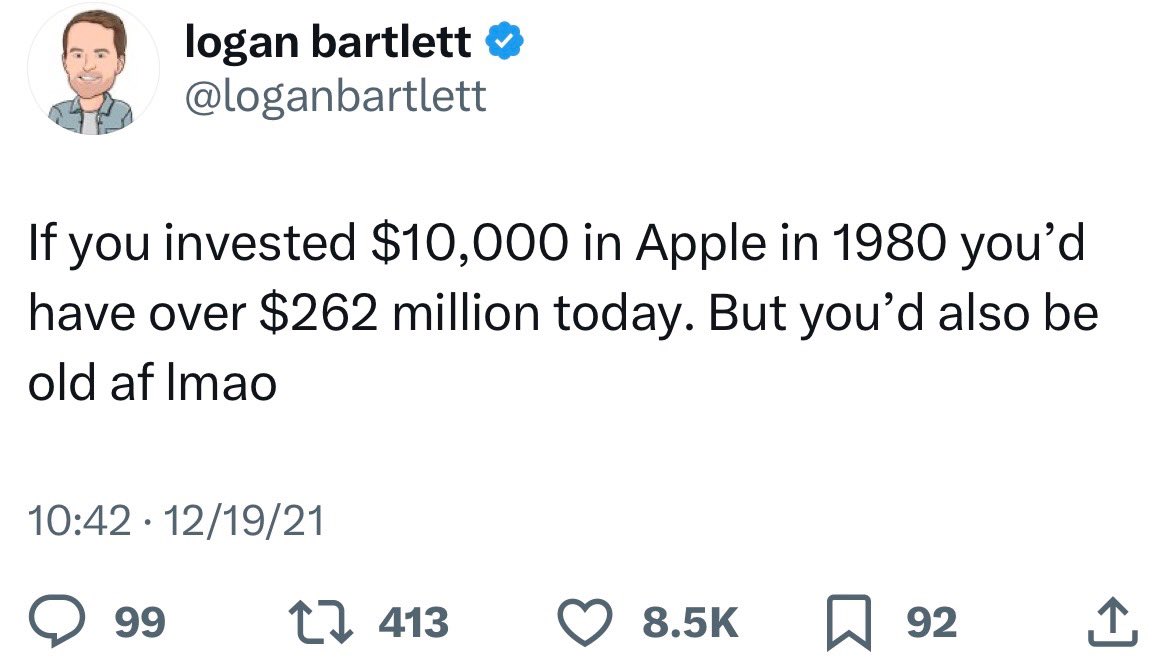 logan bartlett
@loganbartlett
If you invested $10,000 in Apple in 1980 you’d
have over $262 million today. But you’d also be
old af lmao
10:42 · 12/19/21
99 413 8.5K 92